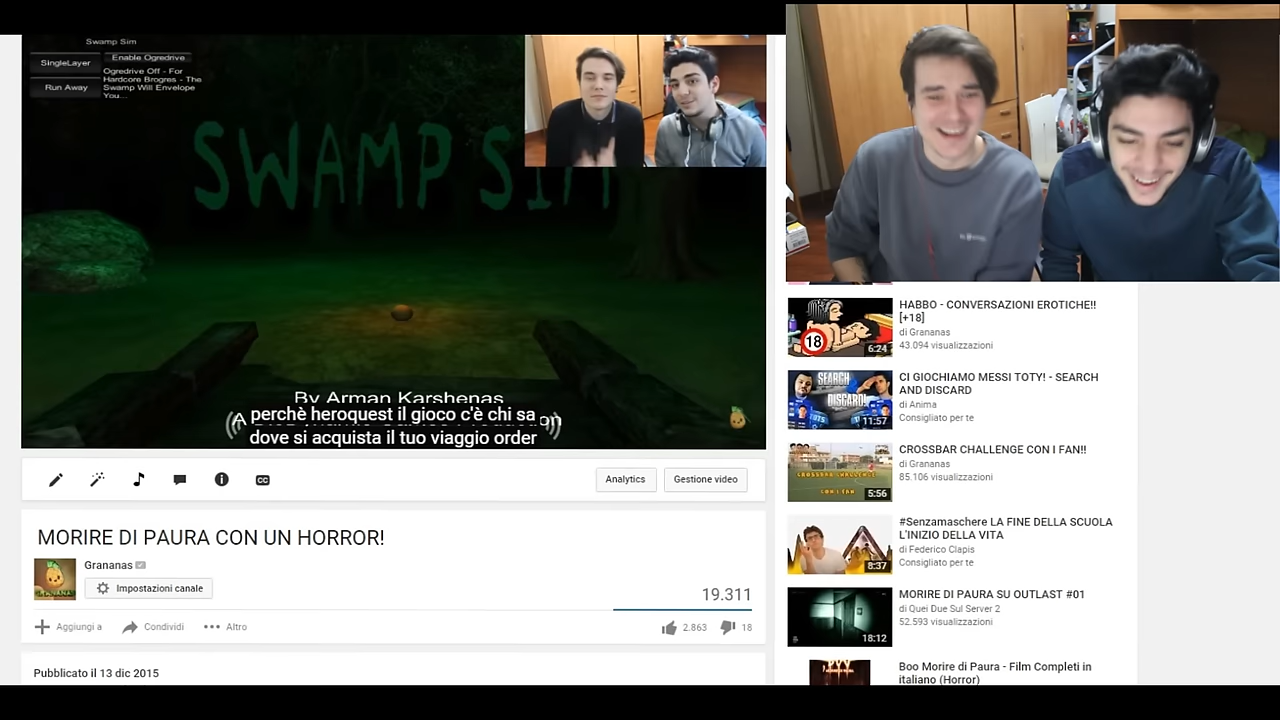 Swamp Sim
SingleLayer
Enable Ogredrive
Run Away
Ogredrive Off - For
Hardcore Brogres - The
Swamp Will Envelope
You...
SWAMP SIM
By Arman Karshenas
perchè heroquest il gioco c'è chi sa
dove si acquista il tuo viaggio order
Analytics
Gestione video
MORIRE DI PAURA CON UN HORROR!
Grananas
Impostazioni canale
19.311
Aggiungi a
Condividi
Altro
2.863
18
Pubblicato il 13 dic 2015
HABBO - CONVERSAZIONI EROTICHE!!
[+18]
di Grananas
43.094 visualizzazioni
18
6:24
CI GIOCHIAMO MESSI TOTY! - SEARCH
AND DISCARD
di Anima
Consigliato per te
SEARCH
DISCARD!
11:57
CROSSBAR CHALLENGE CON I FAN!!
di Grananas
85.106 visualizzazioni
CROSSBAR CHALLENGE
CON I FAN
5:56
#Senzamaschere LA FINE DELLA SCUOLA
L'INIZIO DELLA VITA
di Federico Clapis
Consigliato per te
8:37
MORIRE DI PAURA SU OUTLAST #01
di Quei Due Sul Server 2
52.593 visualizzazioni
18:12
Boo Morire di Paura - Film Completi in
italiano (Horror)